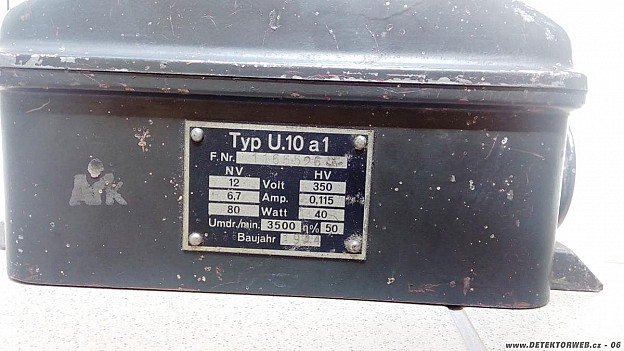 Typ U.10 a1
F.Nr.
NV HV
12 Volt 350
6,7 Amp. 0,115
80 Watt 40
Umdr./min. 3500 η% 50
Baujahr
Ark
www.DETEKTORWEB.cz - 06